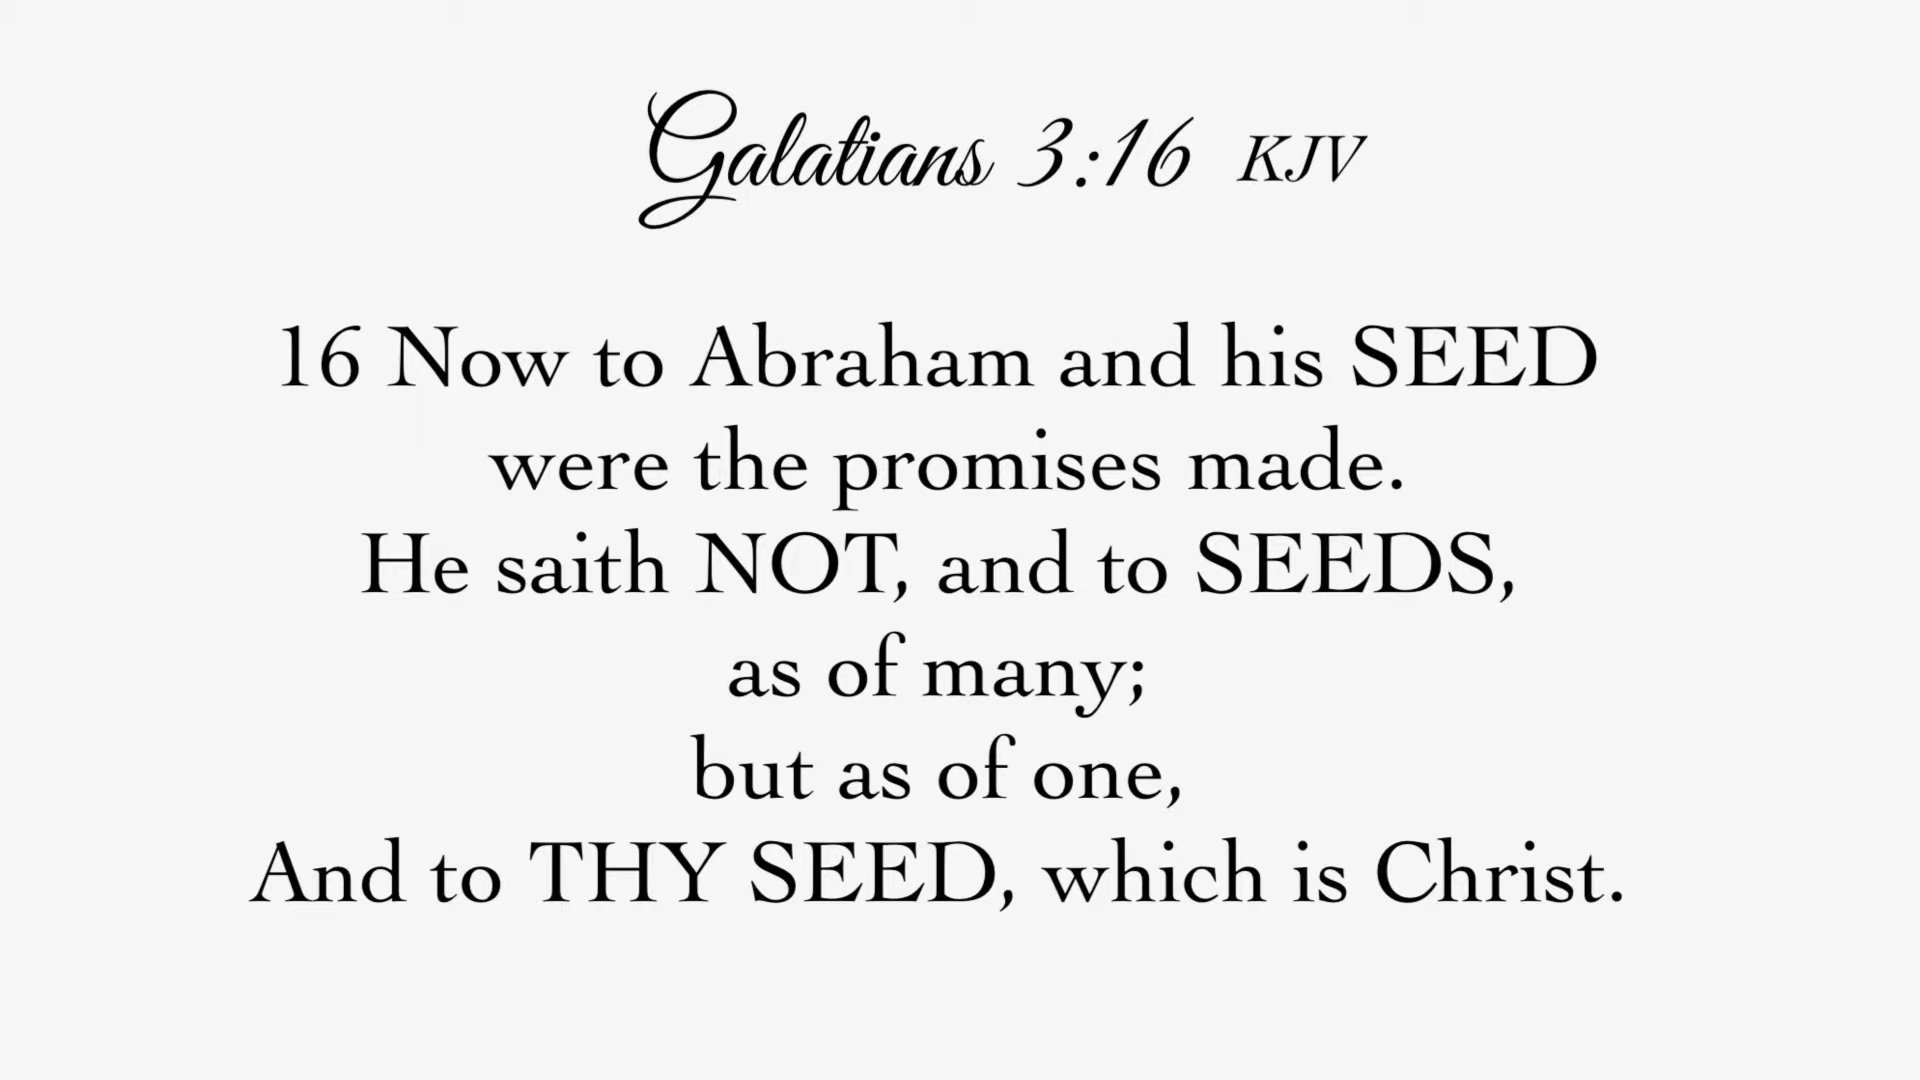 Galatians 3:16 KJV
16 Now to Abraham and his SEED
were the promises made.
He saith NOT, and to SEEDS,
as of many;
but as of one,
And to THY SEED, which is Christ.